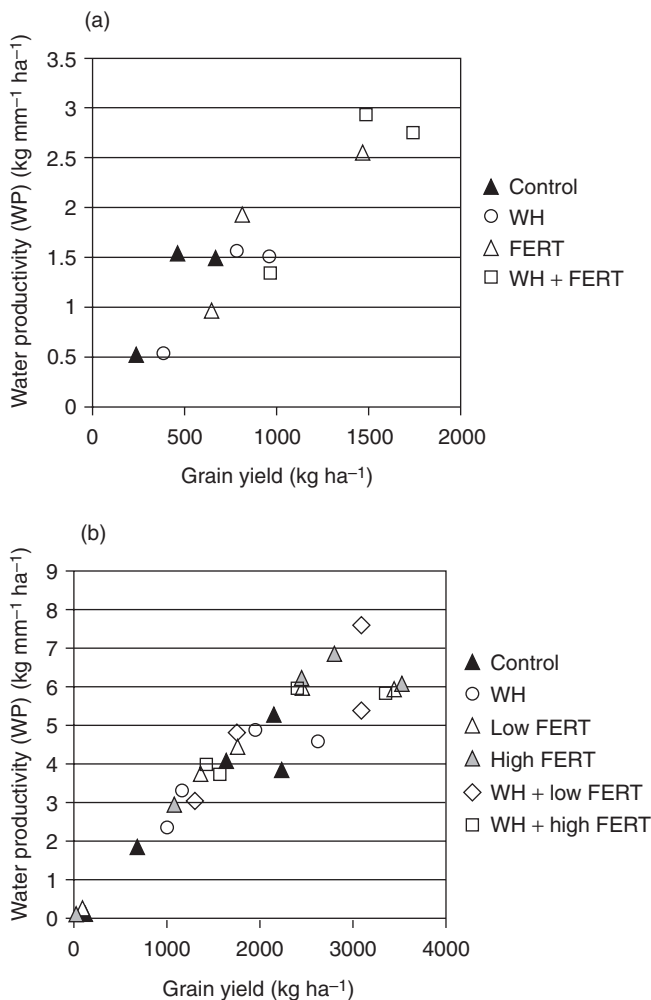 (a)
Water productivity (WP) (kg mm⁻¹ ha⁻¹)
3.5
3
2.5
2
1.5
1
0.5
0
0 500 1000 1500 2000
Grain yield (kg ha⁻¹)
Control
WH
FERT
WH + FERT
(b)
Water productivity (WP) (kg mm⁻¹ ha⁻¹)
9
8
7
6
5
4
3
2
1
0
0 1000 2000 3000 4000
Grain yield (kg ha⁻¹)
Control
WH
Low FERT
High FERT
WH + low FERT
WH + high FERT